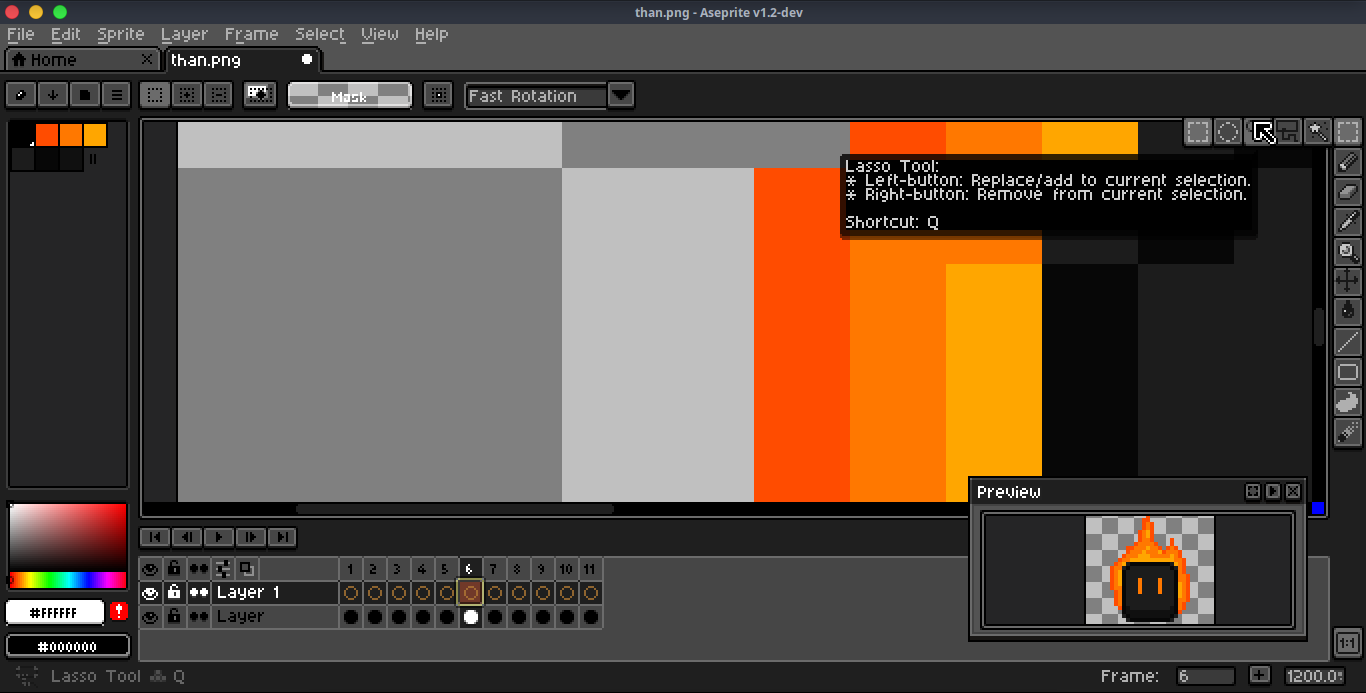 than.png - Aseprite v1.2-dev
File Edit Sprite Layer Frame Select View Help
Home than.png
Mask Fast Rotation
Lasso Tool:
* Left-button: Replace/add to current selection.
* Right-button: Remove from current selection.
Shortcut: Q
Preview
1 2 3 4 5 6 7 8 9 10 11
Layer 1
Layer
#FFFFFF
#000000
1:1
Lasso Tool Q Frame: 6 1200.0